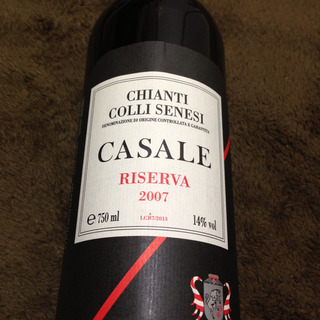 CHIANTI
COLLI SENESI
DENOMINAZIONE DI ORIGINE CONTROLLATA E GARANTITA
CASALE
RISERVA
2007
℮ 750 ml 14% vol